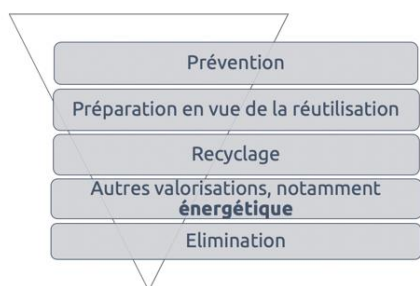 Prévention
Préparation en vue de la réutilisation
Recyclage
Autres valorisations, notamment
énergétique
Elimination